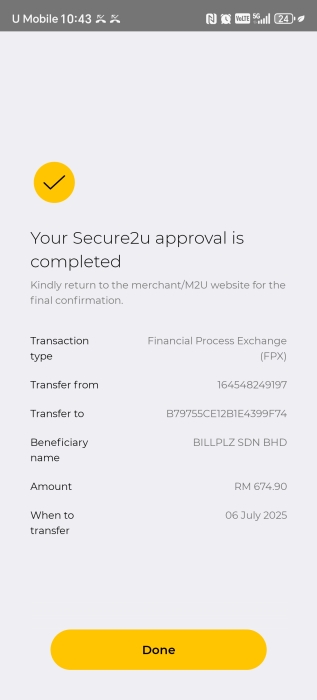 U Mobile 10:43
VoLTE 5G 24
Your Secure2u approval is
completed
Kindly return to the merchant/M2U website for the
final confirmation.
Transaction Financial Process Exchange
type (FPX)
Transfer from 164548249197
Transfer to B79755CE12B1E4399F74
Beneficiary BILLPLZ SDN BHD
name
Amount RM 674.90
When to 06 July 2025
transfer
Done